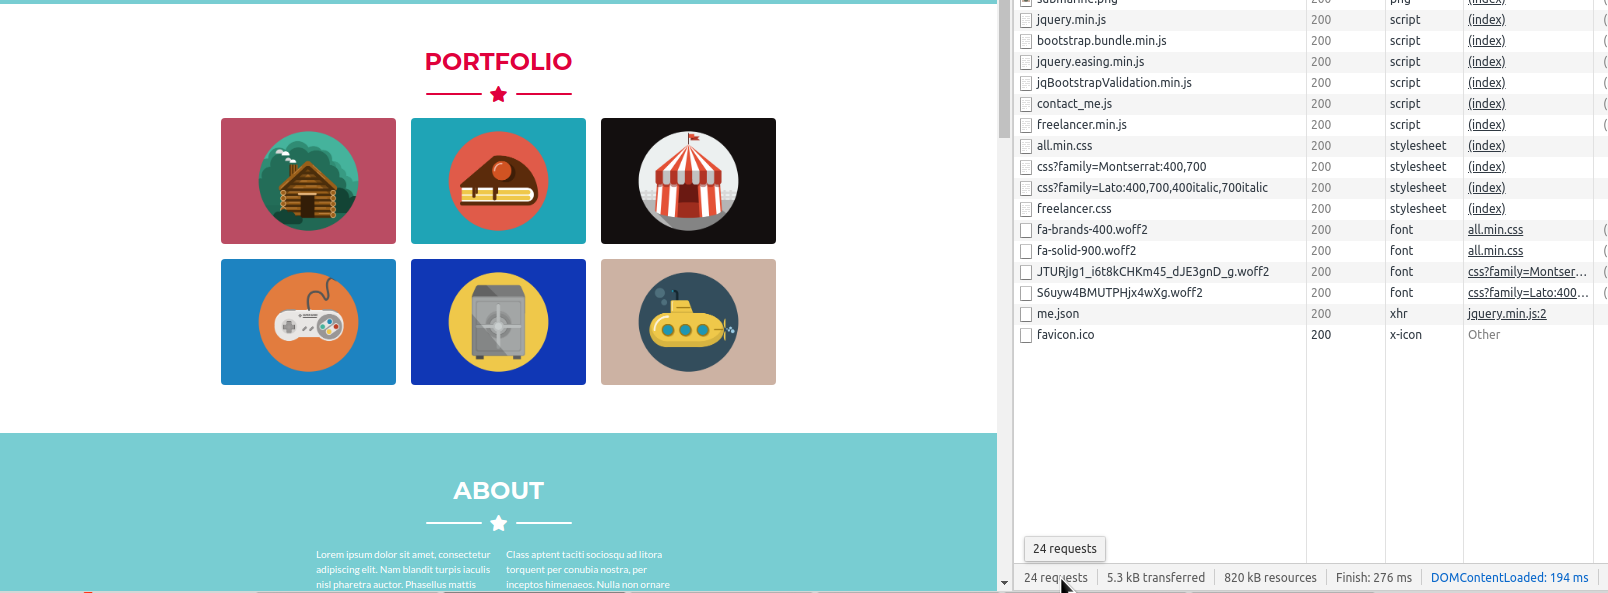 PORTFOLIO
ABOUT
Lorem ipsum dolor sit amet, consectetur
adipiscing elit. Nam blandit turpis iaculis
nisl pharetra auctor. Phasellus mattis
Class aptent taciti sociosqu ad litora
torquent per conubia nostra, per
inceptos himenaeos. Nulla non ornare
submarine.png png (index)
jquery.min.js 200 script (index)
bootstrap.bundle.min.js 200 script (index)
jquery.easing.min.js 200 script (index)
jqBootstrapValidation.min.js 200 script (index)
contact_me.js 200 script (index)
freelancer.min.js 200 script (index)
all.min.css 200 stylesheet (index)
css?family=Montserrat:400,700 200 stylesheet (index)
css?family=Lato:400,700,400italic,700italic 200 stylesheet (index)
freelancer.css 200 stylesheet (index)
fa-brands-400.woff2 200 font all.min.css
fa-solid-900.woff2 200 font all.min.css
JTURjIg1_i6t8kCHKm45_dJE3gnD_g.woff2 200 font css?family=Montser...
S6uyw4BMUTPHjx4wXg.woff2 200 font css?family=Lato:400...
me.json 200 xhr jquery.min.js:2
favicon.ico 200 x-icon Other
24 requests
24 requests 5.3 kB transferred 820 kB resources Finish: 276 ms DOMContentLoaded: 194 ms